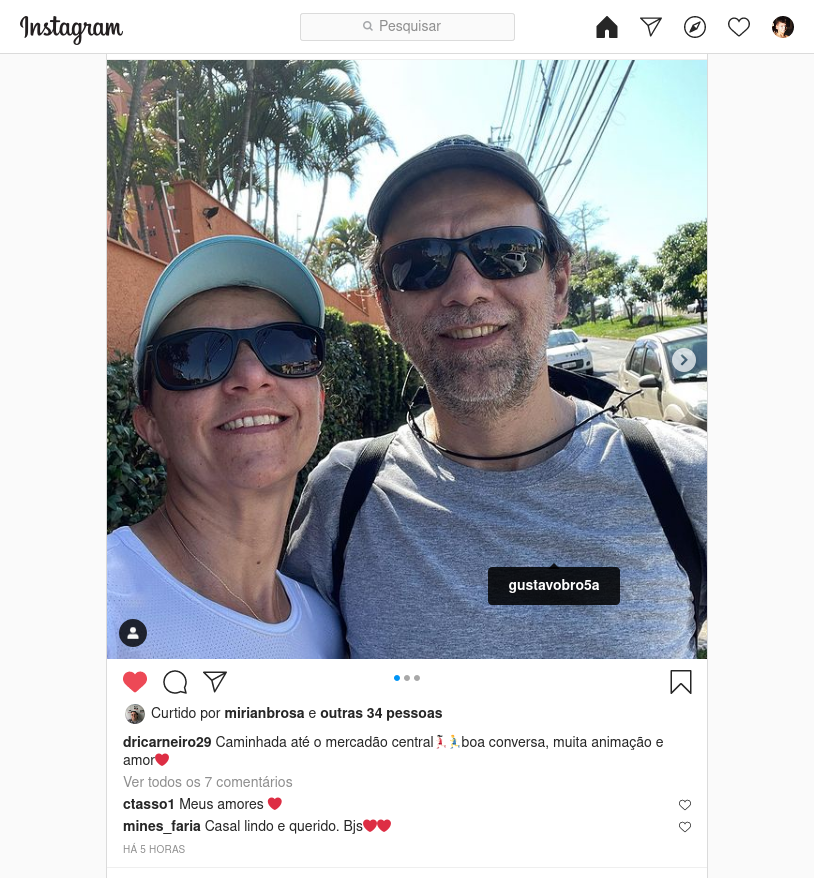 Instagram
Pesquisar
gustavobro5a
Curtido por mirianbrosa e outras 34 pessoas
dricarneiro29 Caminhada até o mercadão central🚶🏻‍♀️🏃‍♂️boa conversa, muita animação e
amor❤️
Ver todos os 7 comentários
ctasso1 Meus amores ❤️
mines_faria Casal lindo e querido. Bjs❤️❤️
HÁ 5 HORAS